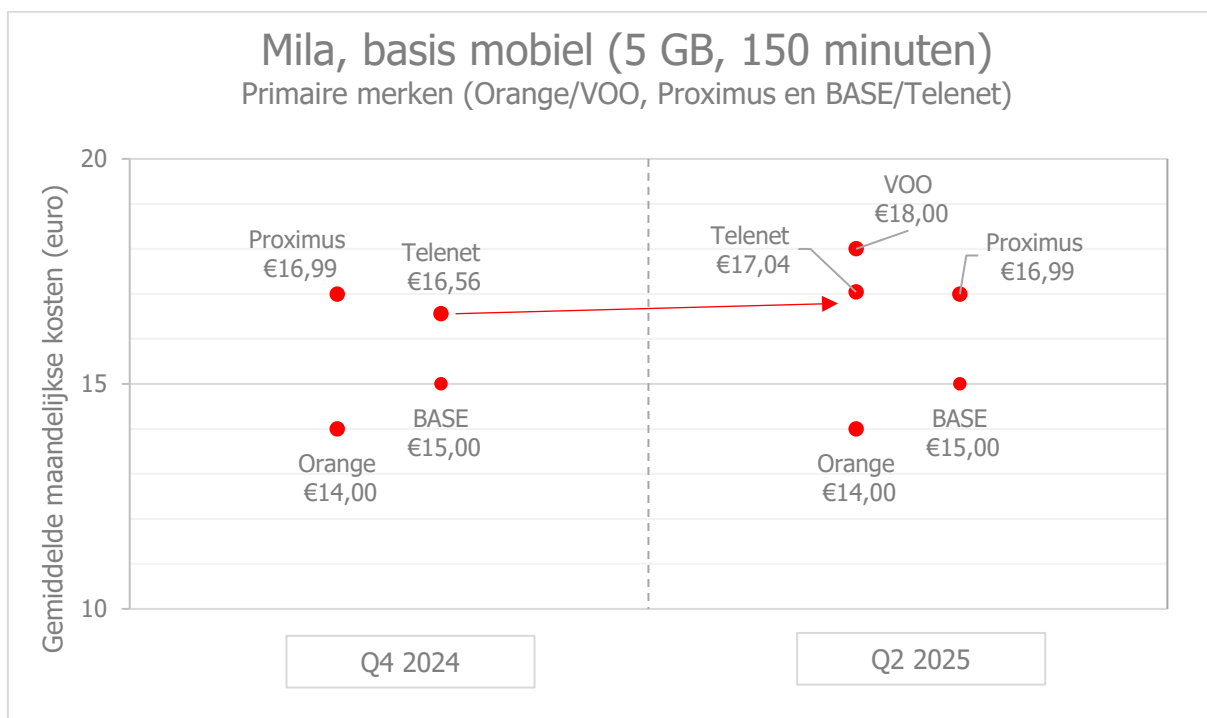 Mila, basis mobiel (5 GB, 150 minuten)
Primaire merken (Orange/VOO, Proximus en BASE/Telenet)
Gemiddelde maandelijkse kosten (euro)
20
15
10
Proximus
€16,99
Telenet
€16,56
BASE
€15,00
Orange
€14,00
VOO
€18,00
Telenet
€17,04
Proximus
€16,99
BASE
€15,00
Orange
€14,00
Q4 2024
Q2 2025